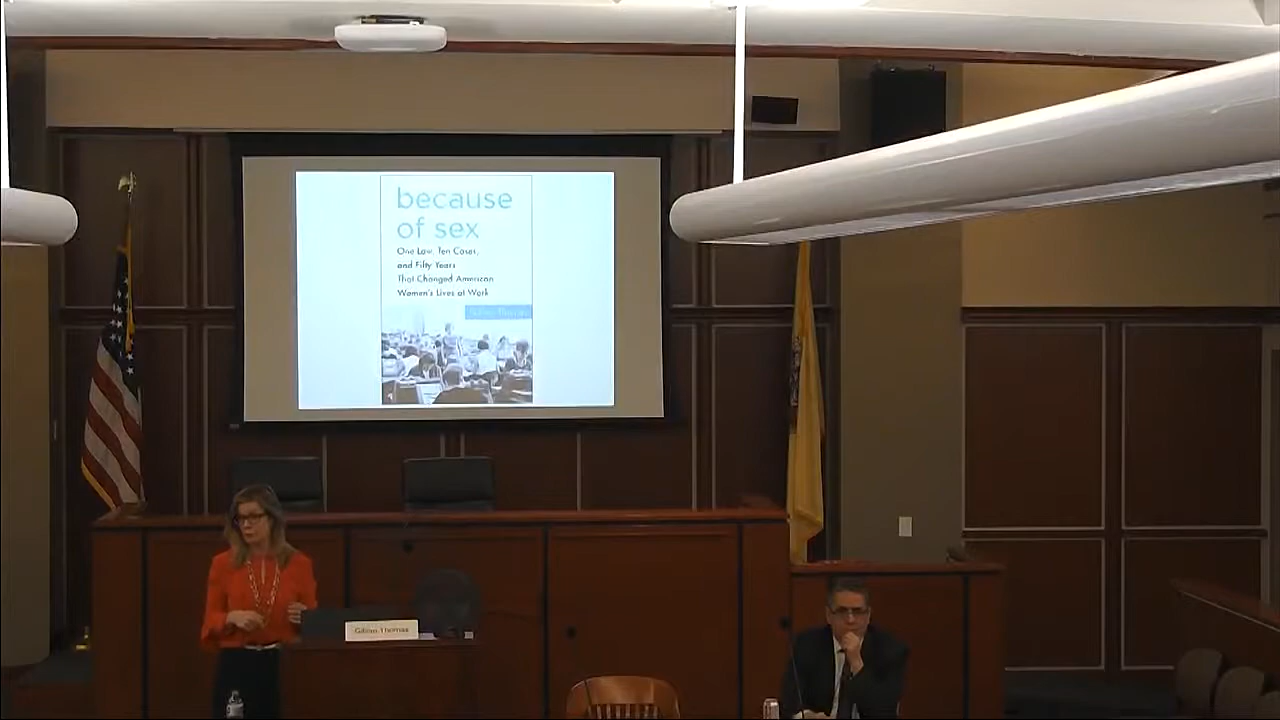 because
of sex
One Law, Ten Cases,
and Fifty Years
That Changed American
Women's Lives at Work
Gillian Thomas
Gillian Thomas